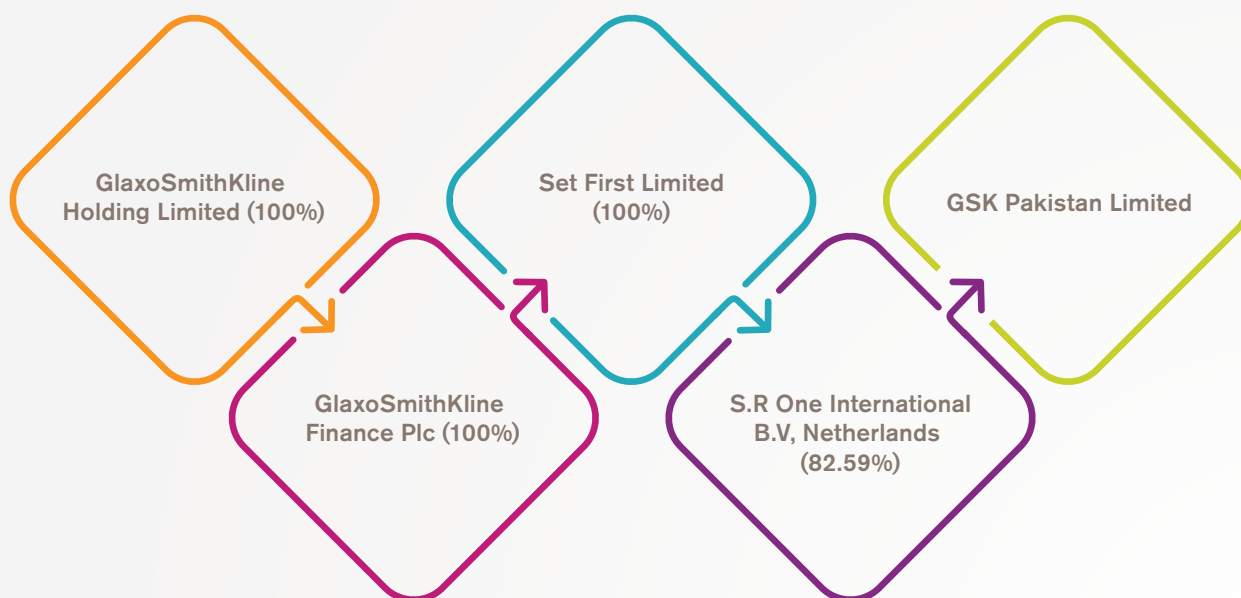 GlaxoSmithKline
Holding Limited (100%)
GlaxoSmithKline
Finance Plc (100%)
Set First Limited
(100%)
S.R One International
B.V, Netherlands
(82.59%)
GSK Pakistan Limited